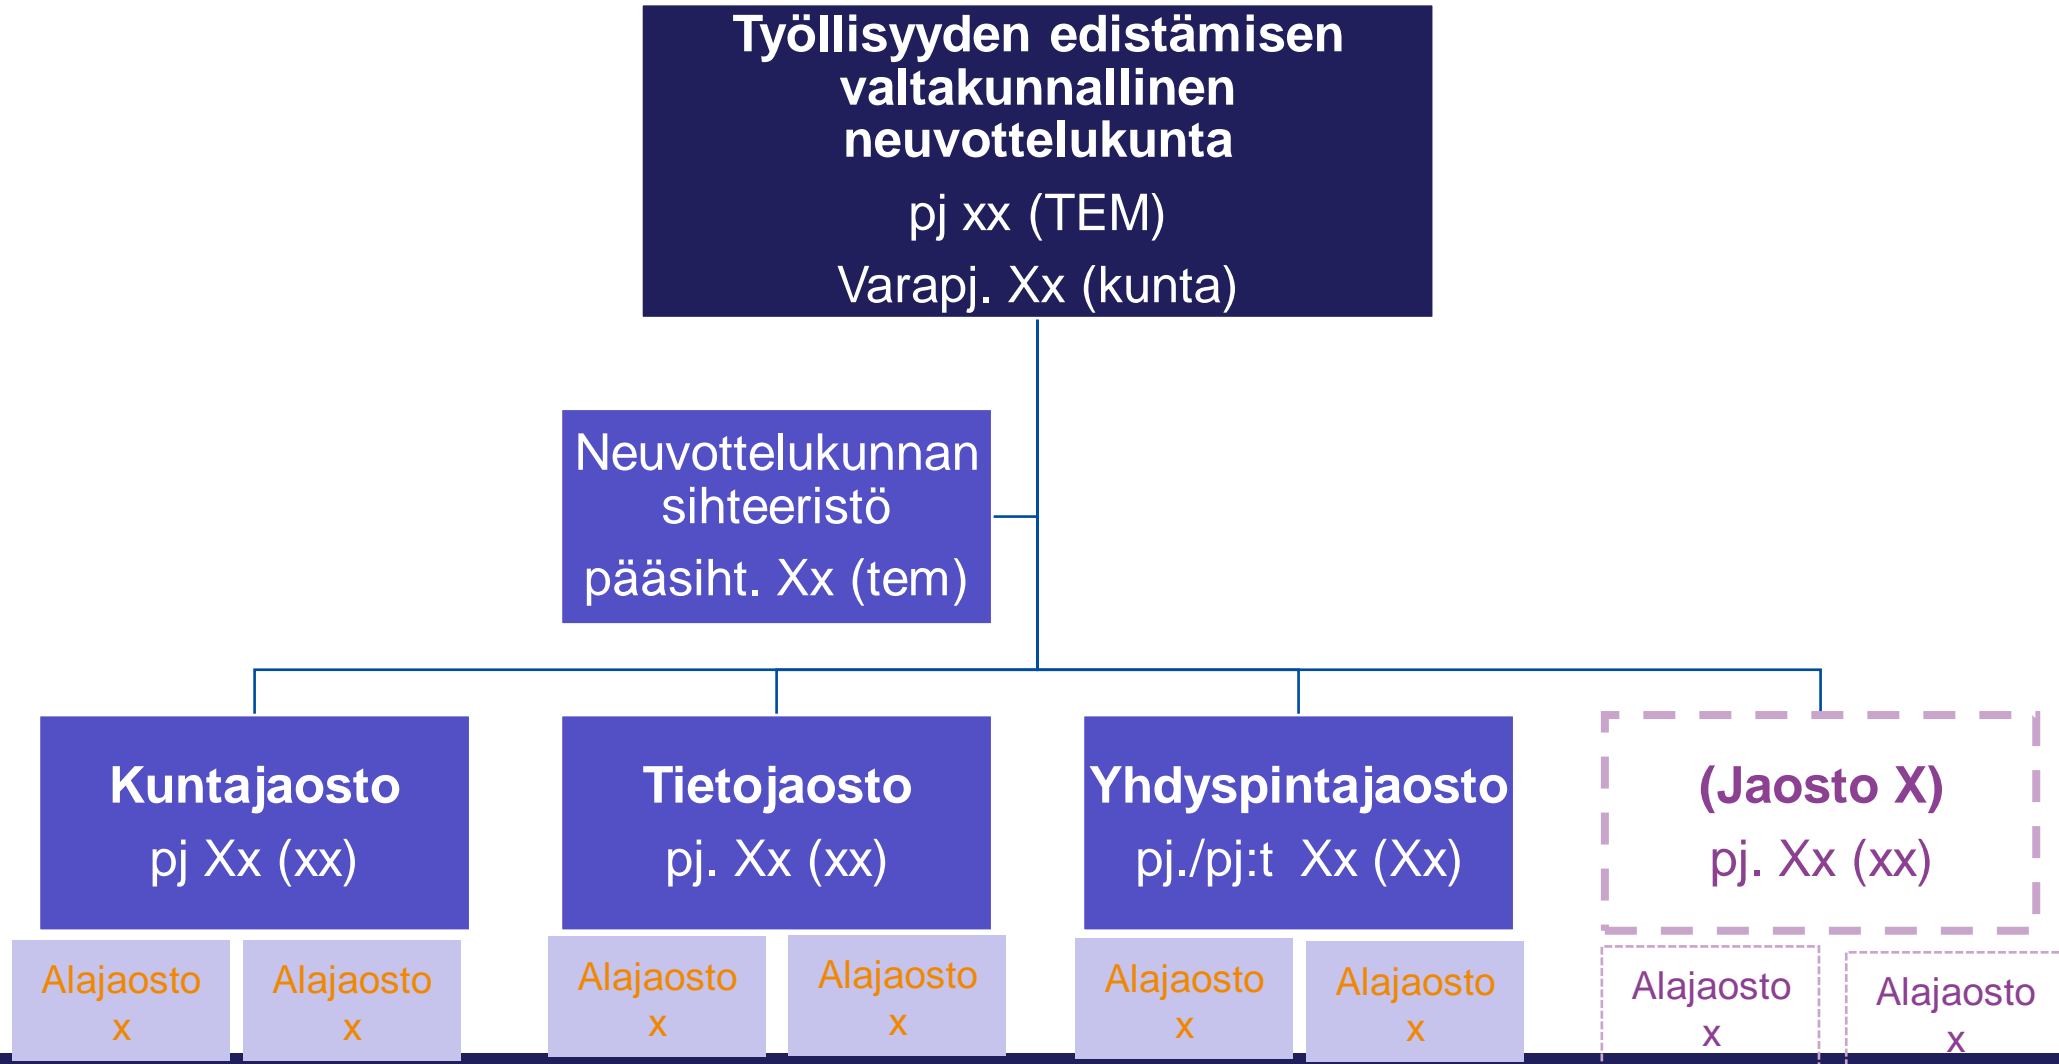 Työllisyyden edistämisen
valtakunnallinen
neuvottelukunta
pj xx (TEM)
Varapj. Xx (kunta)
Neuvottelukunnan
sihteeristö
pääsiht. Xx (tem)
Kuntajaosto
pj Xx (xx)
Tietojaosto
pj. Xx (xx)
Yhdyspintajaosto
pj./pj:t Xx (Xx)
(Jaosto X)
pj. Xx (xx)
Alajaosto
x
Alajaosto
x
Alajaosto
x
Alajaosto
x
Alajaosto
x
Alajaosto
x
Alajaosto
x
Alajaosto
x